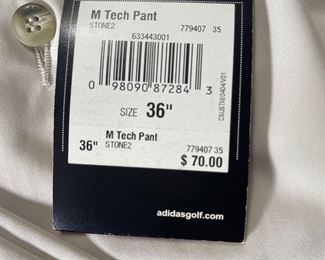 M Tech Pant
STONE2 779407 35
633443001
0 98090 87284 3
SIZE 36"
M Tech Pant
36" STONE2 779407 35
$ 70.00
adidasgolf.com